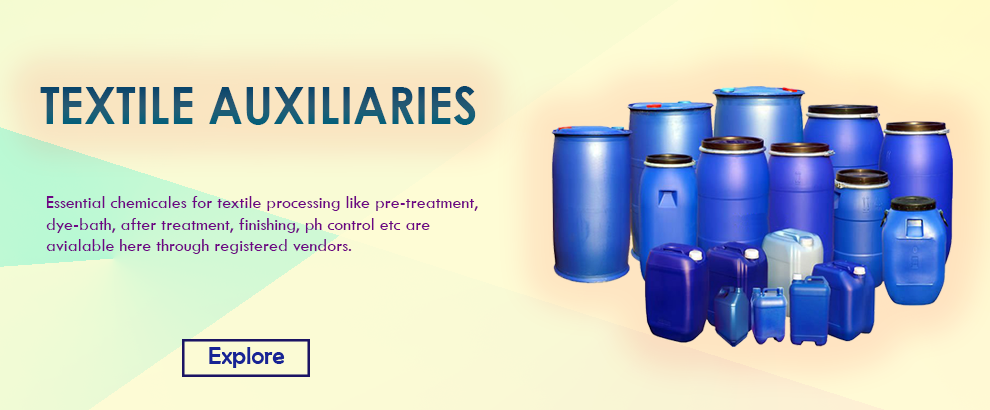 TEXTILE AUXILIARIES
Essential chemicales for textile processing like pre-treatment,
dye-bath, after treatment, finishing, ph control etc are
avialable here through registered vendors.
Explore